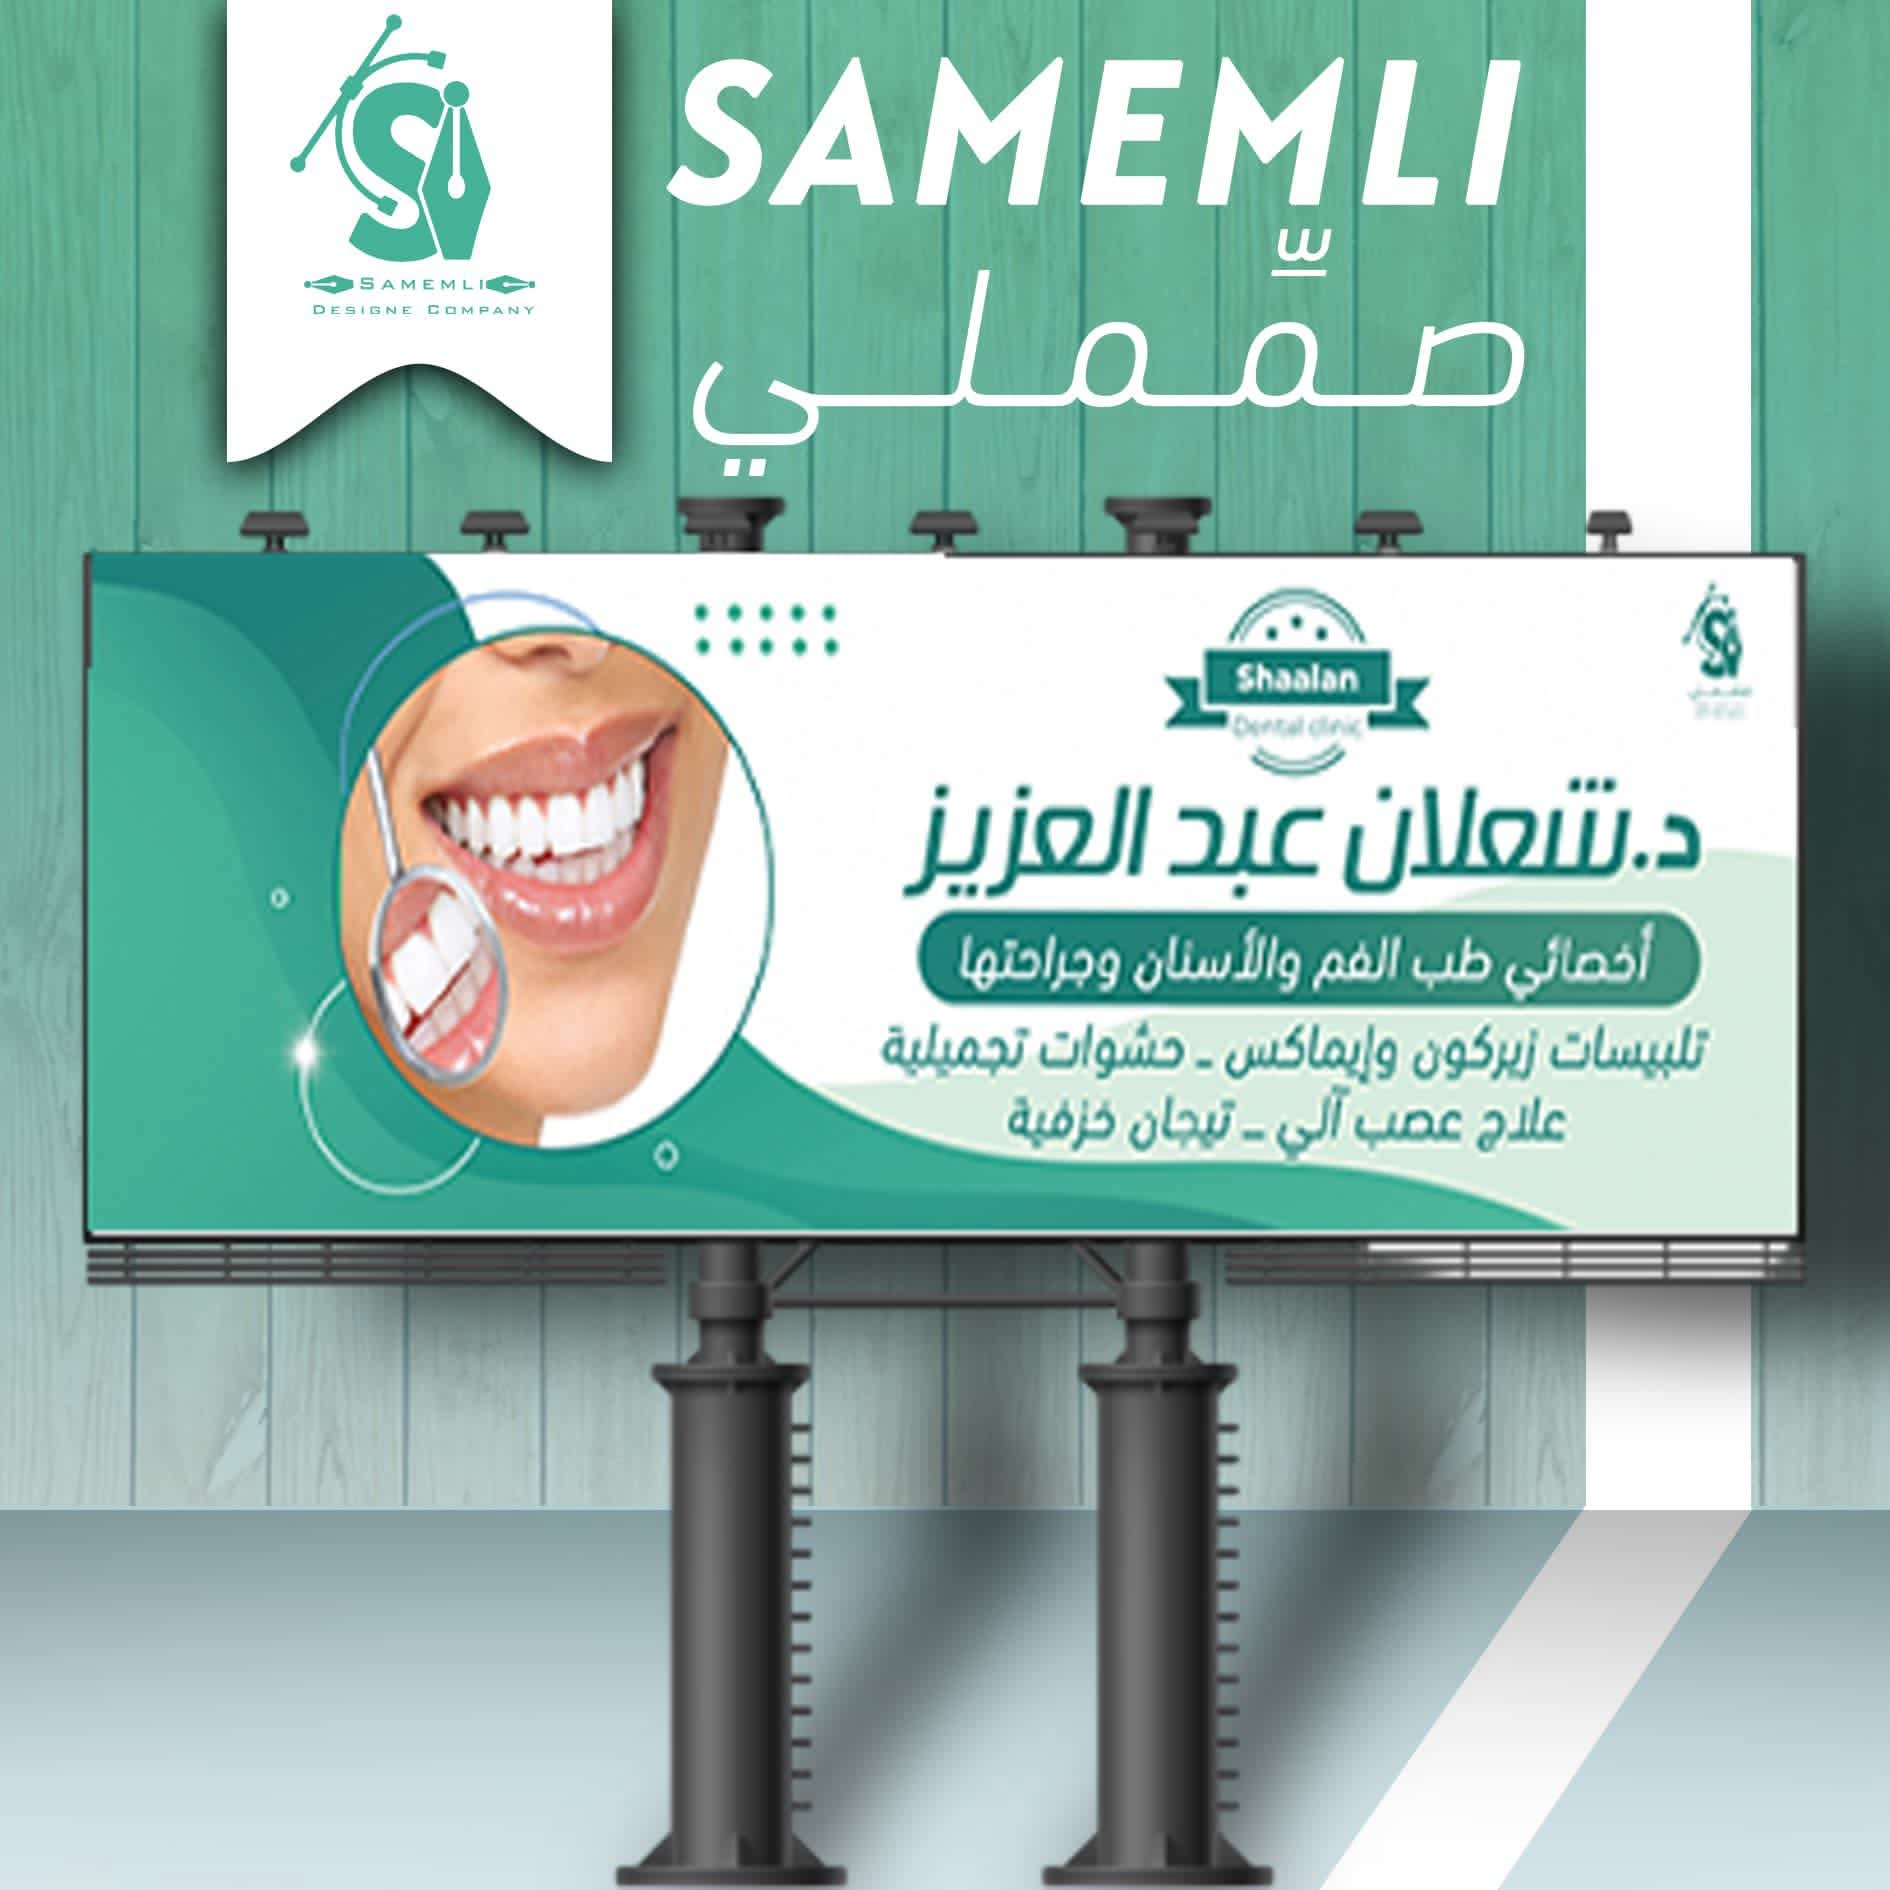 SAMEMLI
صمّملي
SAMEMLI
DESIGNE COMPANY
Shaalan
Dental clinic
د.شعلان عبد العزيز
أخصائي طب الفم والأسنان وجراحتها
تلبيسات زيركون وإيماكس - حشوات تجميلية
علاج عصب آلي - تيجان خزفية